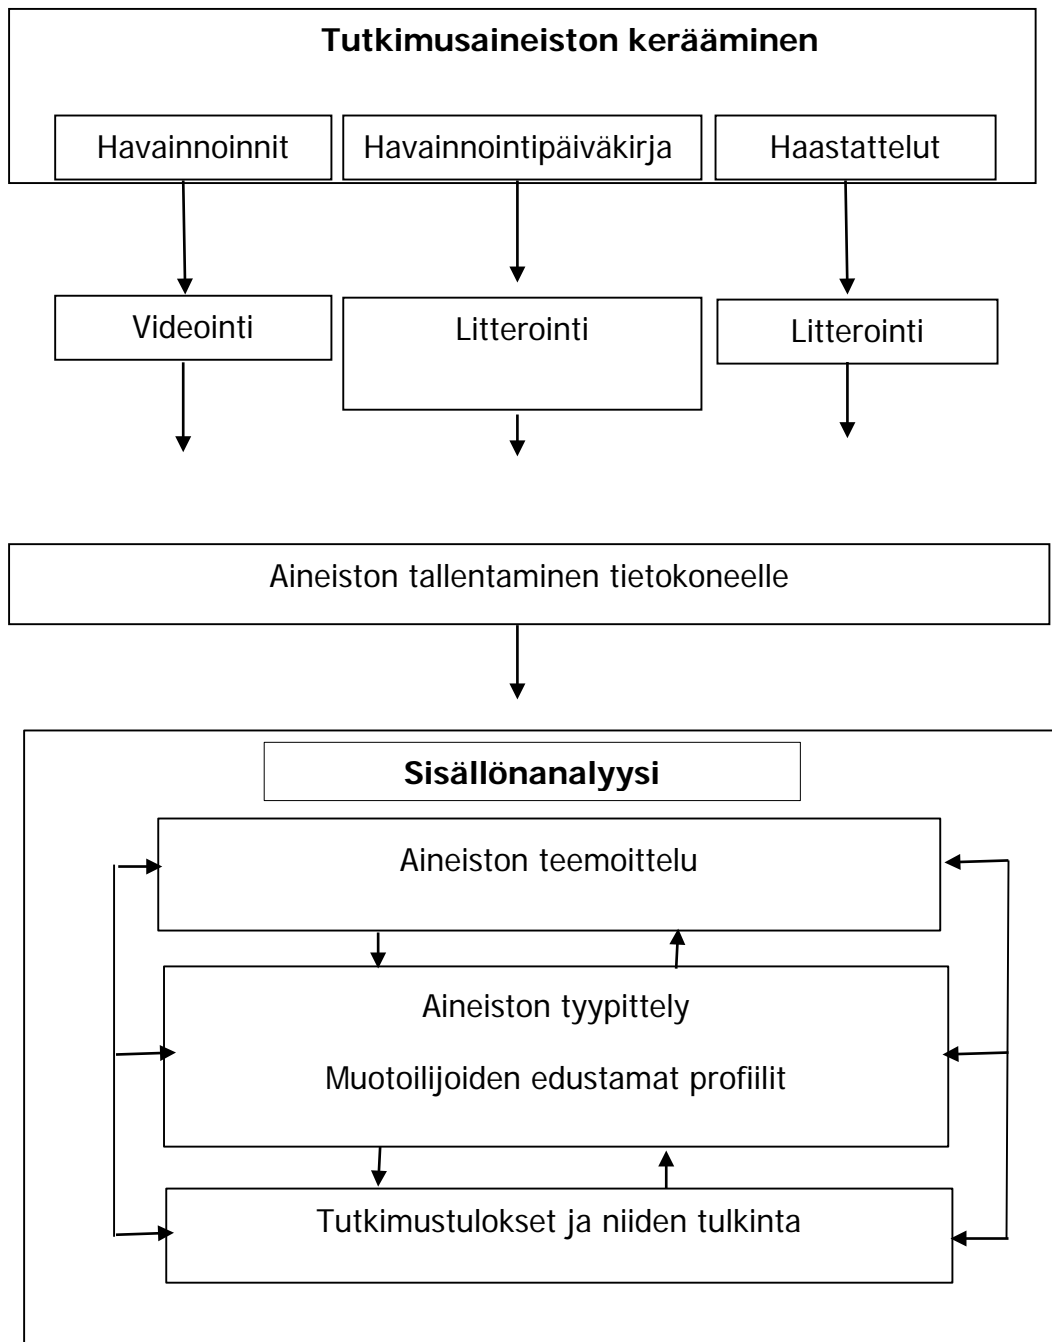 Tutkimusaineiston kerääminen
Havainnoinnit
Havainnointipäiväkirja
Haastattelut
Videointi
Litterointi
Litterointi
Aineiston tallentaminen tietokoneelle
Sisällönanalyysi
Aineiston teemoittelu
Aineiston tyypittely
Muotoilijoiden edustamat profiilit
Tutkimustulokset ja niiden tulkinta